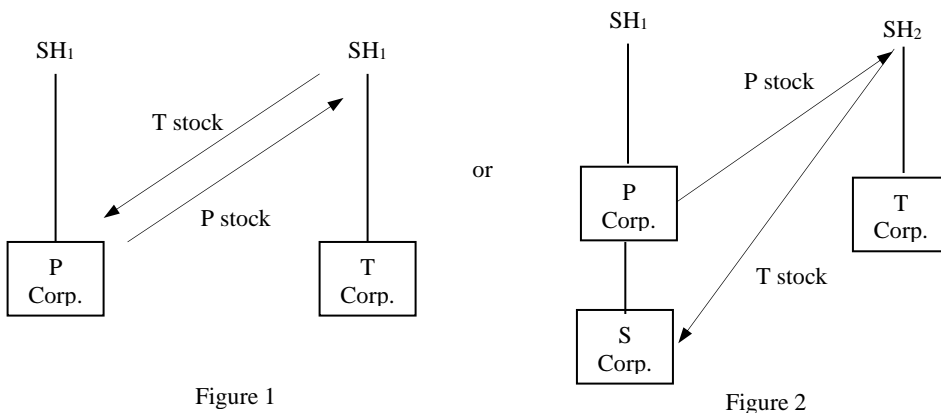 SH1
SH1
T stock
P stock
P
Corp.
T
Corp.
Figure 1
or
SH1
SH2
P stock
P
Corp.
T
Corp.
T stock
S
Corp.
Figure 2